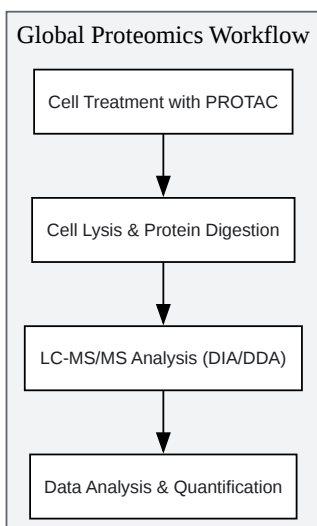 Global Proteomics Workflow
Cell Treatment with PROTAC
Cell Lysis & Protein Digestion
LC-MS/MS Analysis (DIA/DDA)
Data Analysis & Quantification